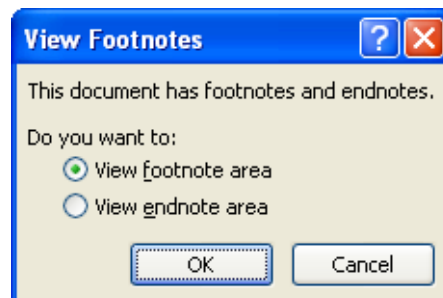 View Footnotes
?
This document has footnotes and endnotes.
Do you want to:
View footnote area
View endnote area
OK Cancel